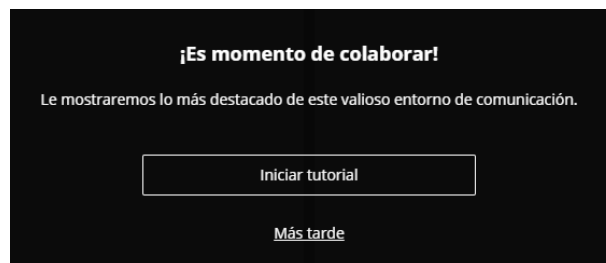 ¡Es momento de colaborar!
Le mostraremos lo más destacado de este valioso entorno de comunicación.
Iniciar tutorial
Más tarde